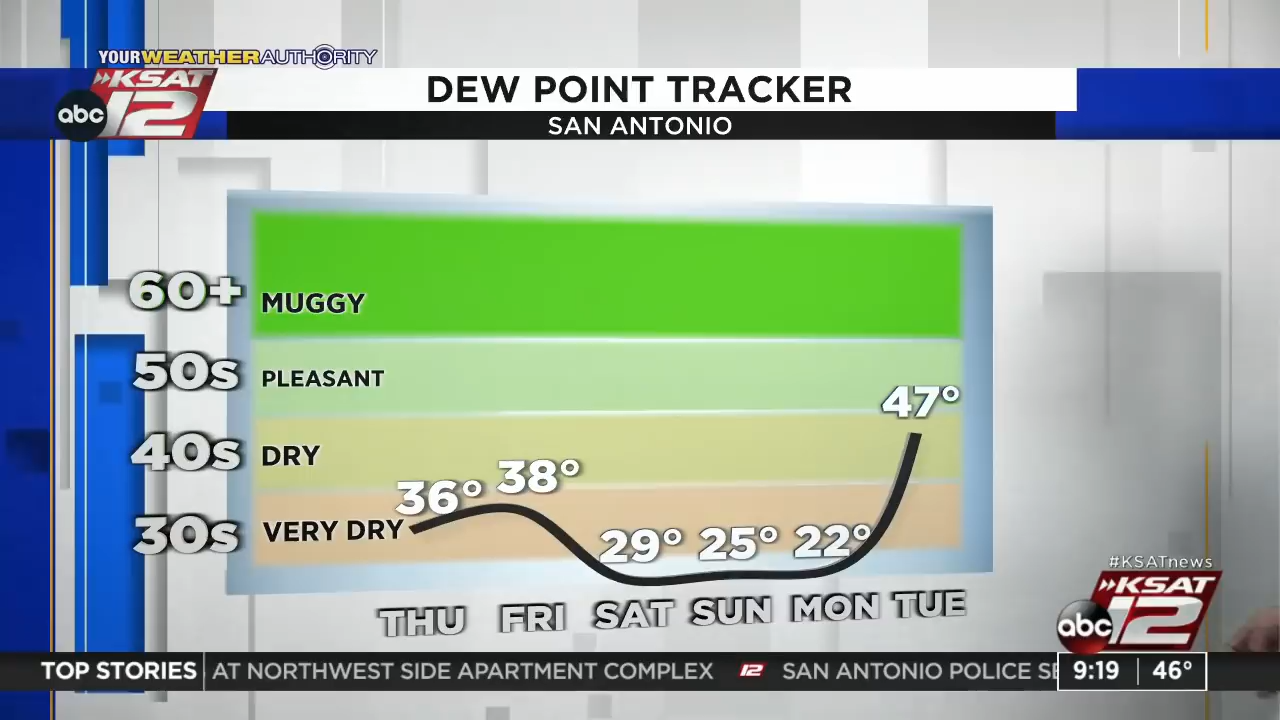 YOUR WEATHER AUTHORITY
KSAT
abc 12
DEW POINT TRACKER
SAN ANTONIO
60+ MUGGY
50s PLEASANT
47°
40s DRY
36° 38°
30s VERY DRY
29° 25° 22°
THU FRI SAT SUN MON TUE
#KSATnews
KSAT
abc 12
TOP STORIES AT NORTHWEST SIDE APARTMENT COMPLEX 12 SAN ANTONIO POLICE SE 9:19 46°